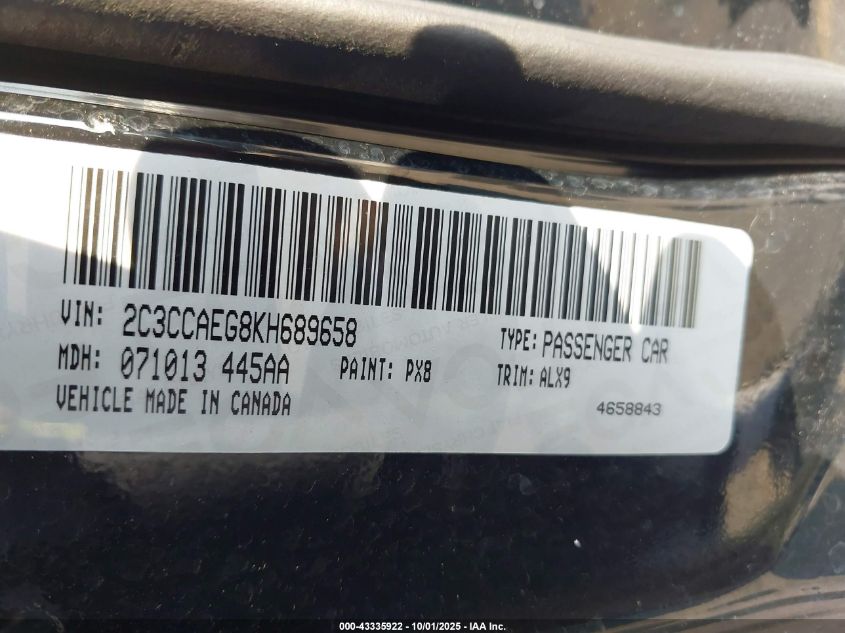 VIN: 2C3CCAEG8KH689658 TYPE: PASSENGER CAR
MDH: 071013 445AA PAINT: PX8 TRIM: ALX9
VEHICLE MADE IN CANADA 4658843
000-43335922 - 10/01/2025 - IAA Inc.